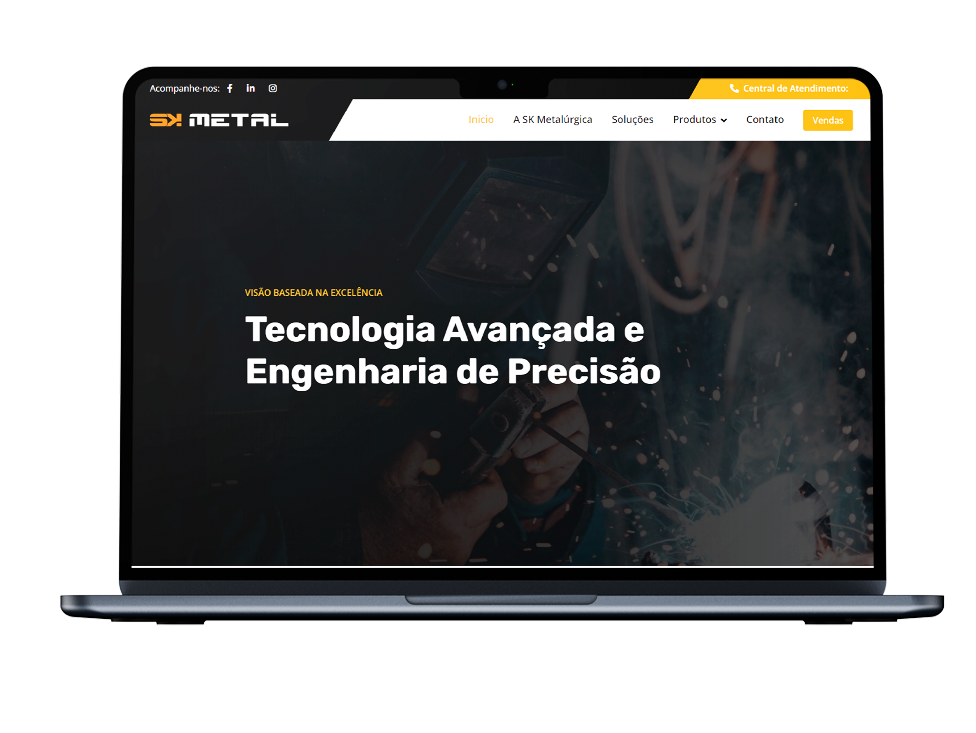 Acompanhe-nos:
Central de Atendimento:
SK METAL
Inicio
A SK Metalúrgica
Soluções
Produtos
Contato
Vendas
VISÃO BASEADA NA EXCELÊNCIA
Tecnologia Avançada e
Engenharia de Precisão